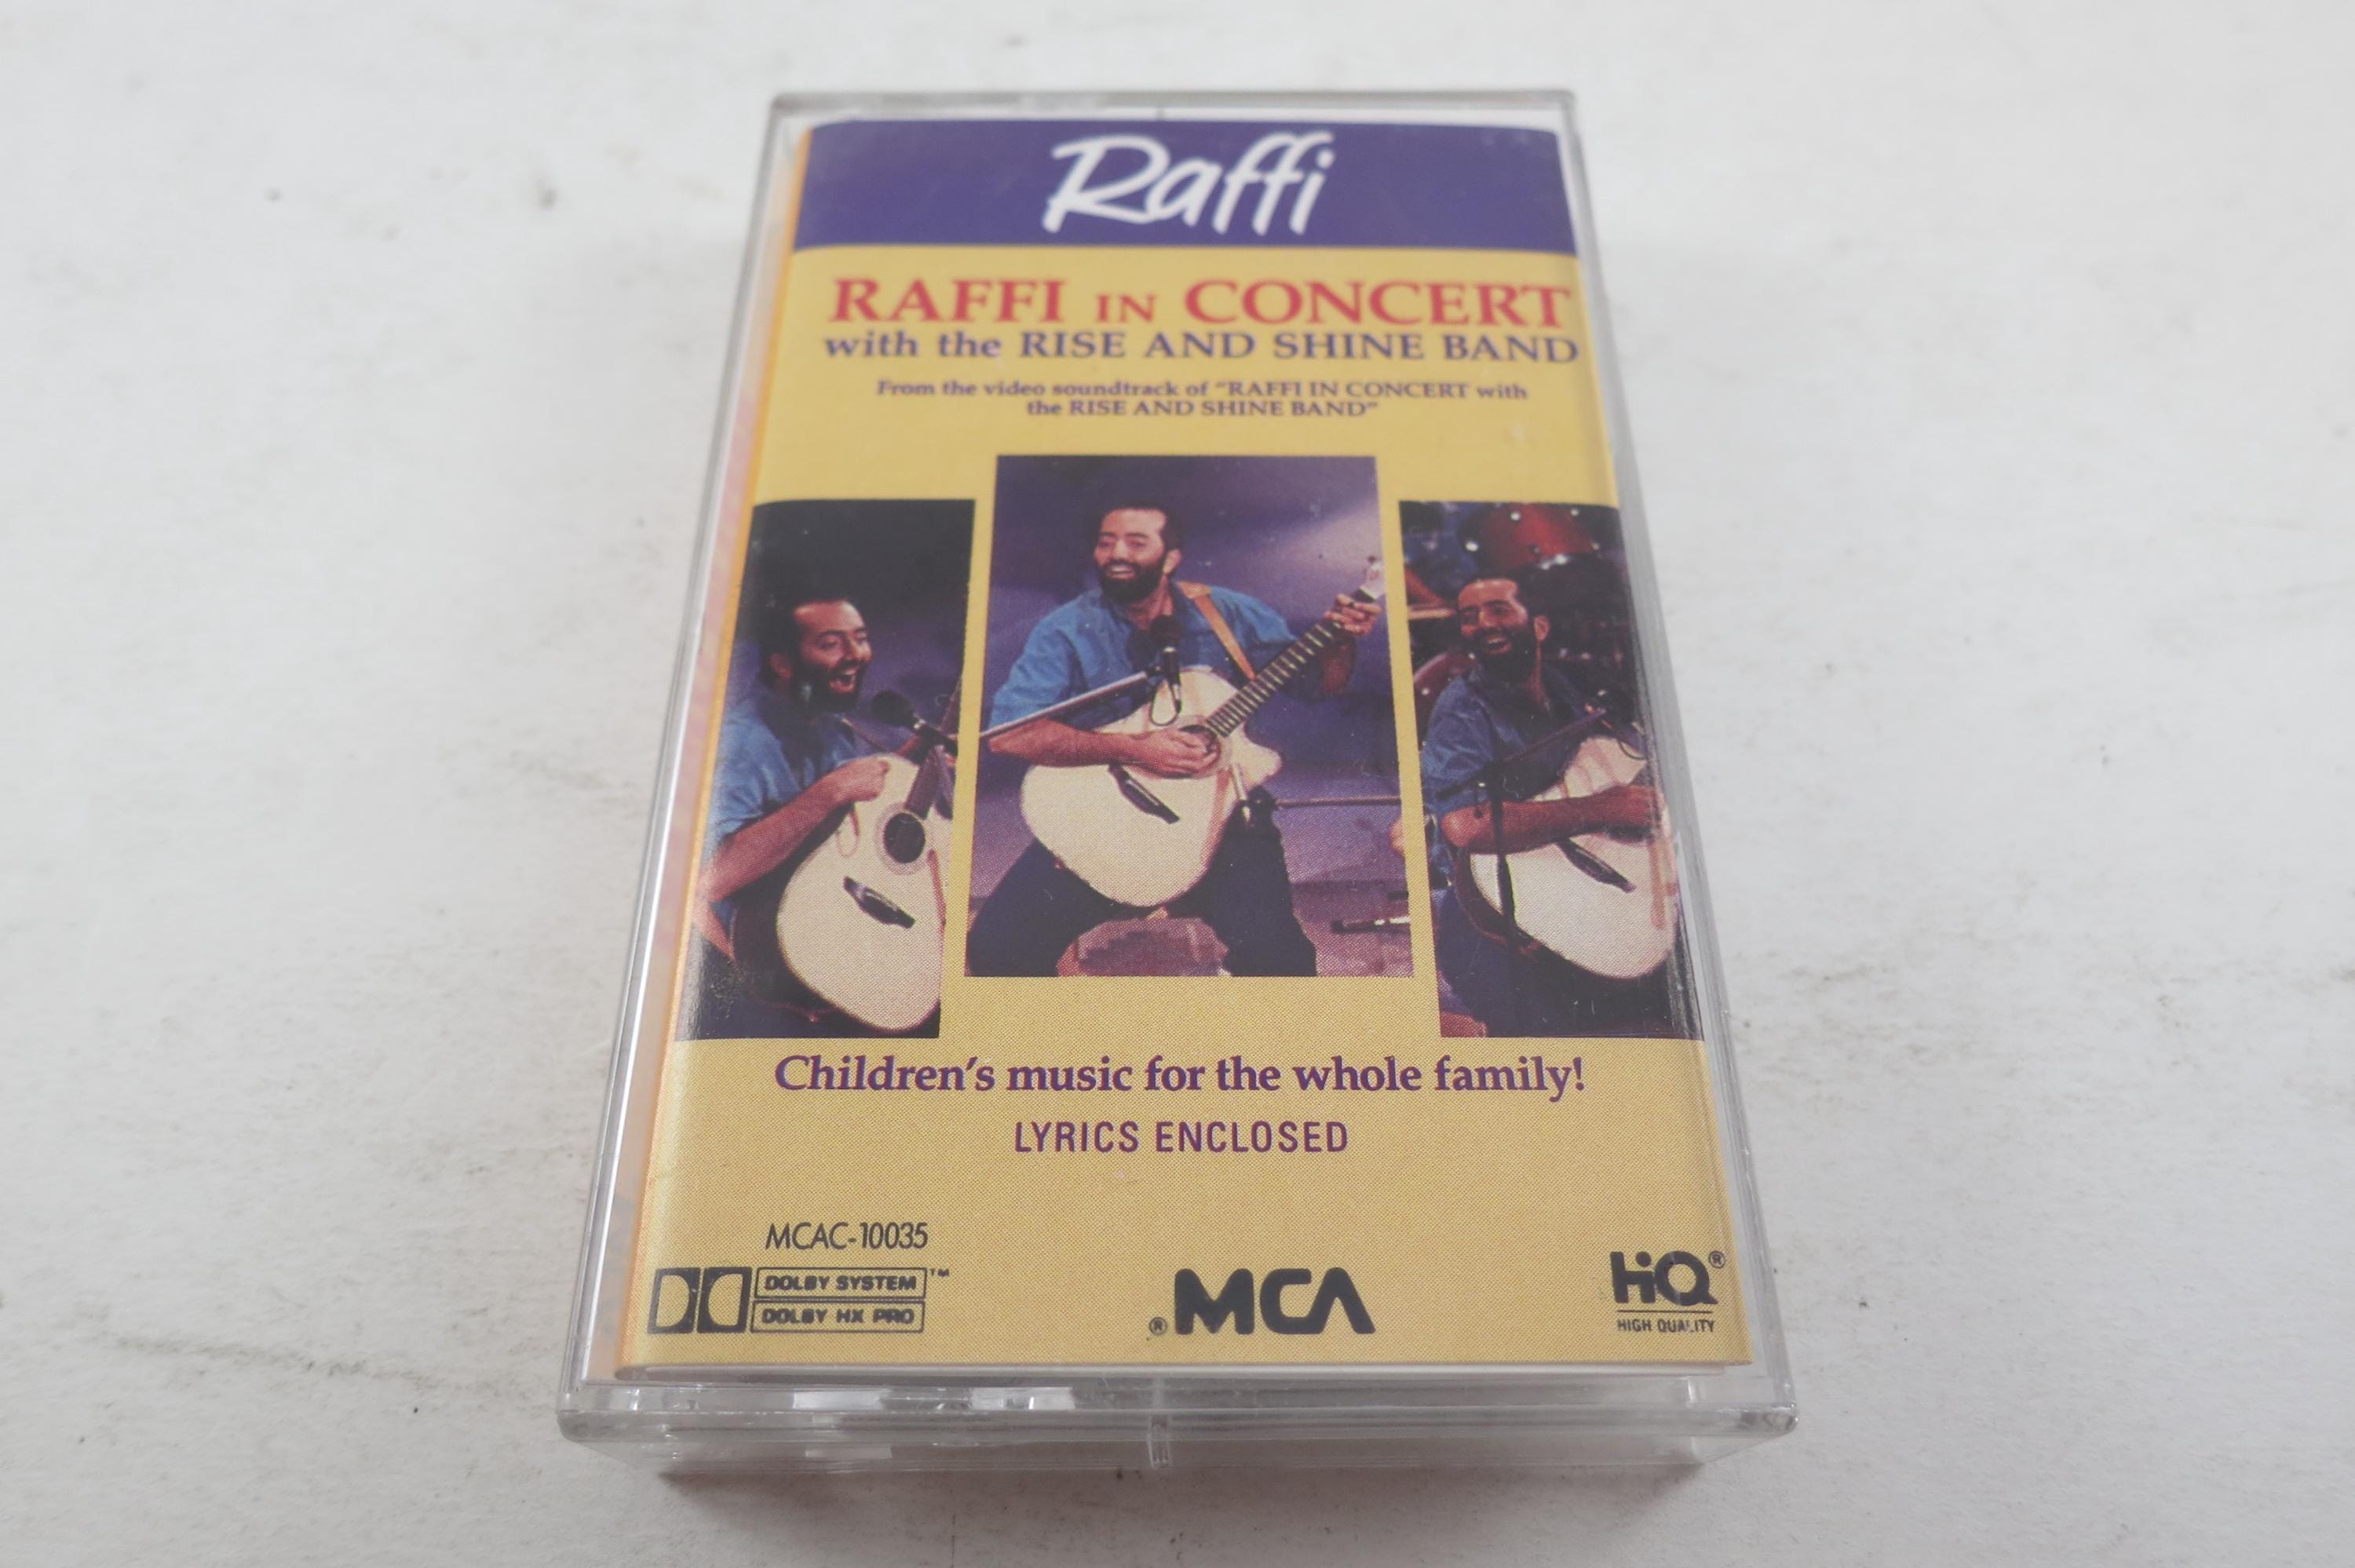 Raffi
RAFFI IN CONCERT
with the RISE AND SHINE BAND
From the video soundtrack of "RAFFI IN CONCERT with
the RISE AND SHINE BAND"
Children's music for the whole family!
LYRICS ENCLOSED
MCAC-10035
DOLBY SYSTEM™
DOLBY HX PRO
®MCA
HiQ®
HIGH QUALITY